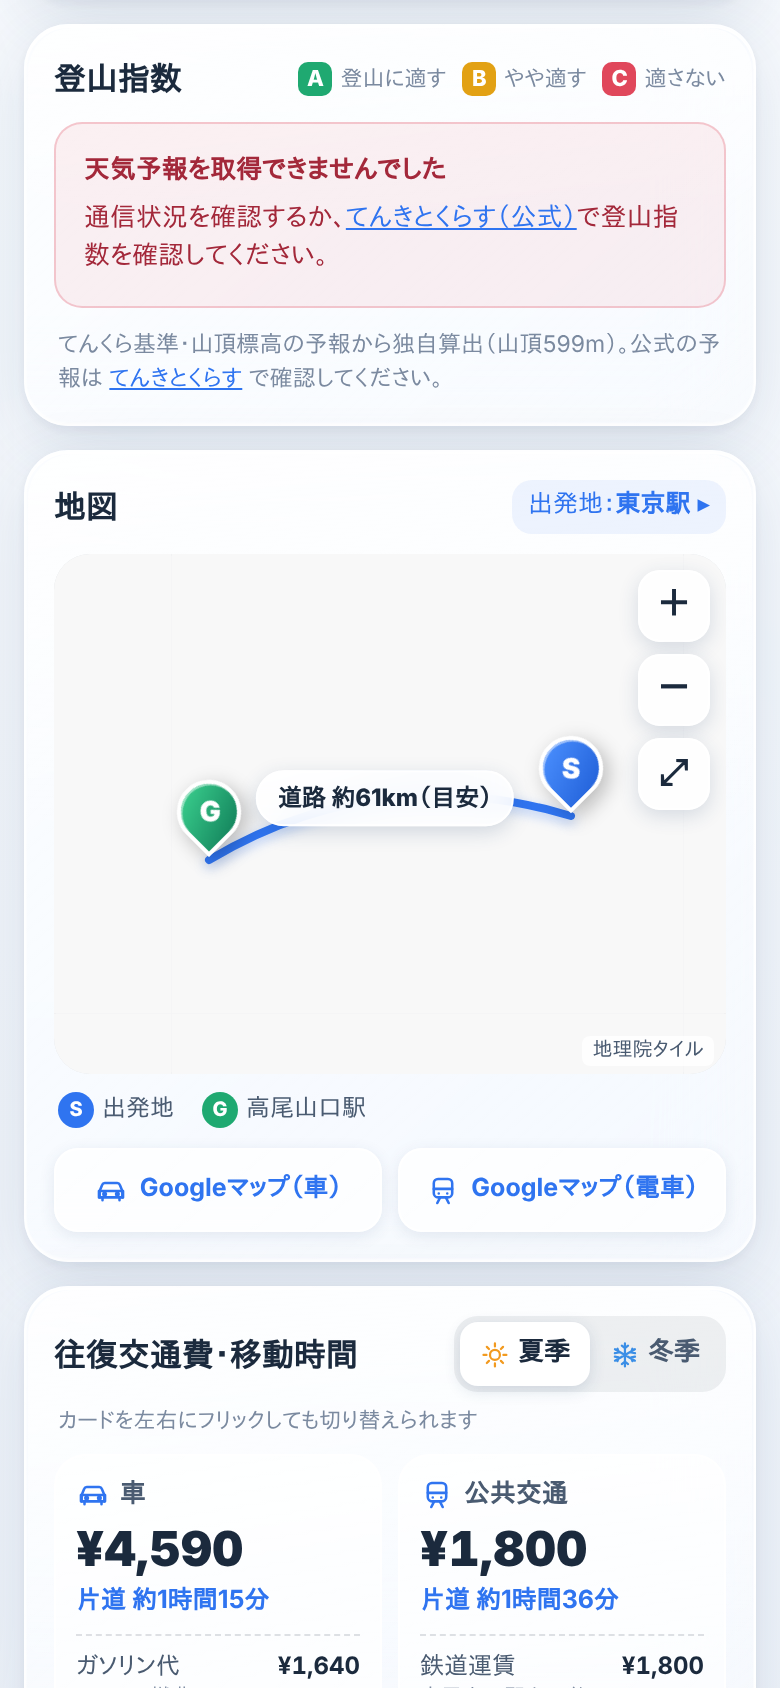 登山指数
A 登山に適す B やや適す C 適さない
天気予報を取得できませんでした
通信状況を確認するか、てんきとくらす（公式）で登山指
数を確認してください。
てんくら基準・山頂標高の予報から独自算出（山頂599m）。公式の予
報は てんきとくらす で確認してください。
地図
出発地：東京駅 ▸
+
−
S
G
道路 約61km（目安）
地理院タイル
S 出発地 G 高尾山口駅
Googleマップ（車）
Googleマップ（電車）
往復交通費・移動時間
夏季 冬季
カードを左右にフリックしても切り替えられます
車
¥4,590
片道 約1時間15分
ガソリン代 ¥1,640
公共交通
¥1,800
片道 約1時間36分
鉄道運賃 ¥1,800